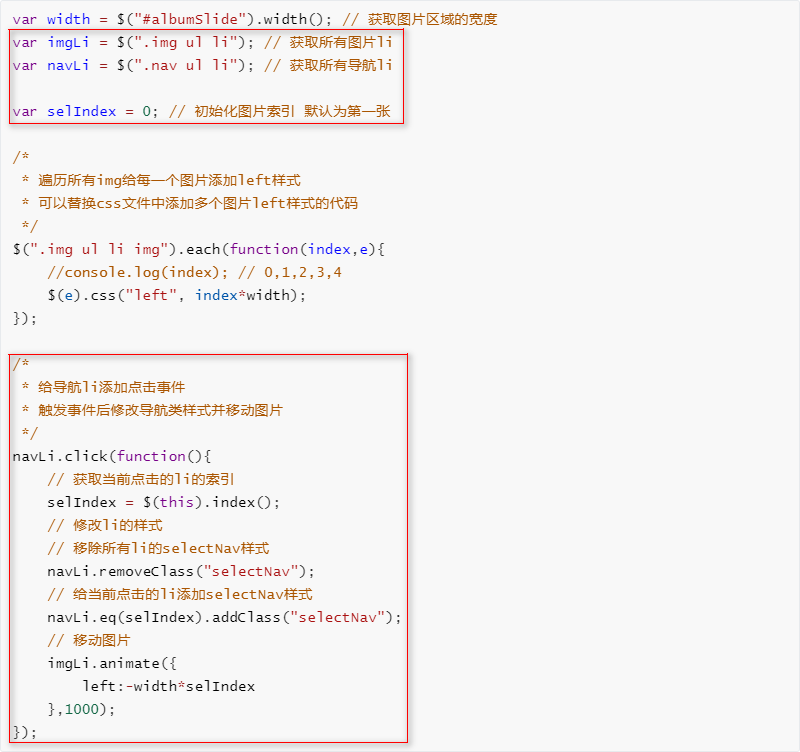 var width = $("#albumSlide").width(); // 获取图片区域的宽度
var imgLi = $(".img ul li"); // 获取所有图片li
var navLi = $(".nav ul li"); // 获取所有导航li
var selIndex = 0; // 初始化图片索引 默认为第一张
/*
 * 遍历所有img给每一个图片添加left样式
 * 可以替换css文件中添加多个图片left样式的代码
 */
$(".img ul li img").each(function(index,e){
    //console.log(index); // 0,1,2,3,4
    $(e).css("left", index*width);
});
/*
 * 给导航li添加点击事件
 * 触发事件后修改导航类样式并移动图片
 */
navLi.click(function(){
    // 获取当前点击的li的索引
    selIndex = $(this).index();
    // 修改li的样式
    // 移除所有li的selectNav样式
    navLi.removeClass("selectNav");
    // 给当前点击的li添加selectNav样式
    navLi.eq(selIndex).addClass("selectNav");
    // 移动图片
    imgLi.animate({
        left:-width*selIndex
    },1000);
});